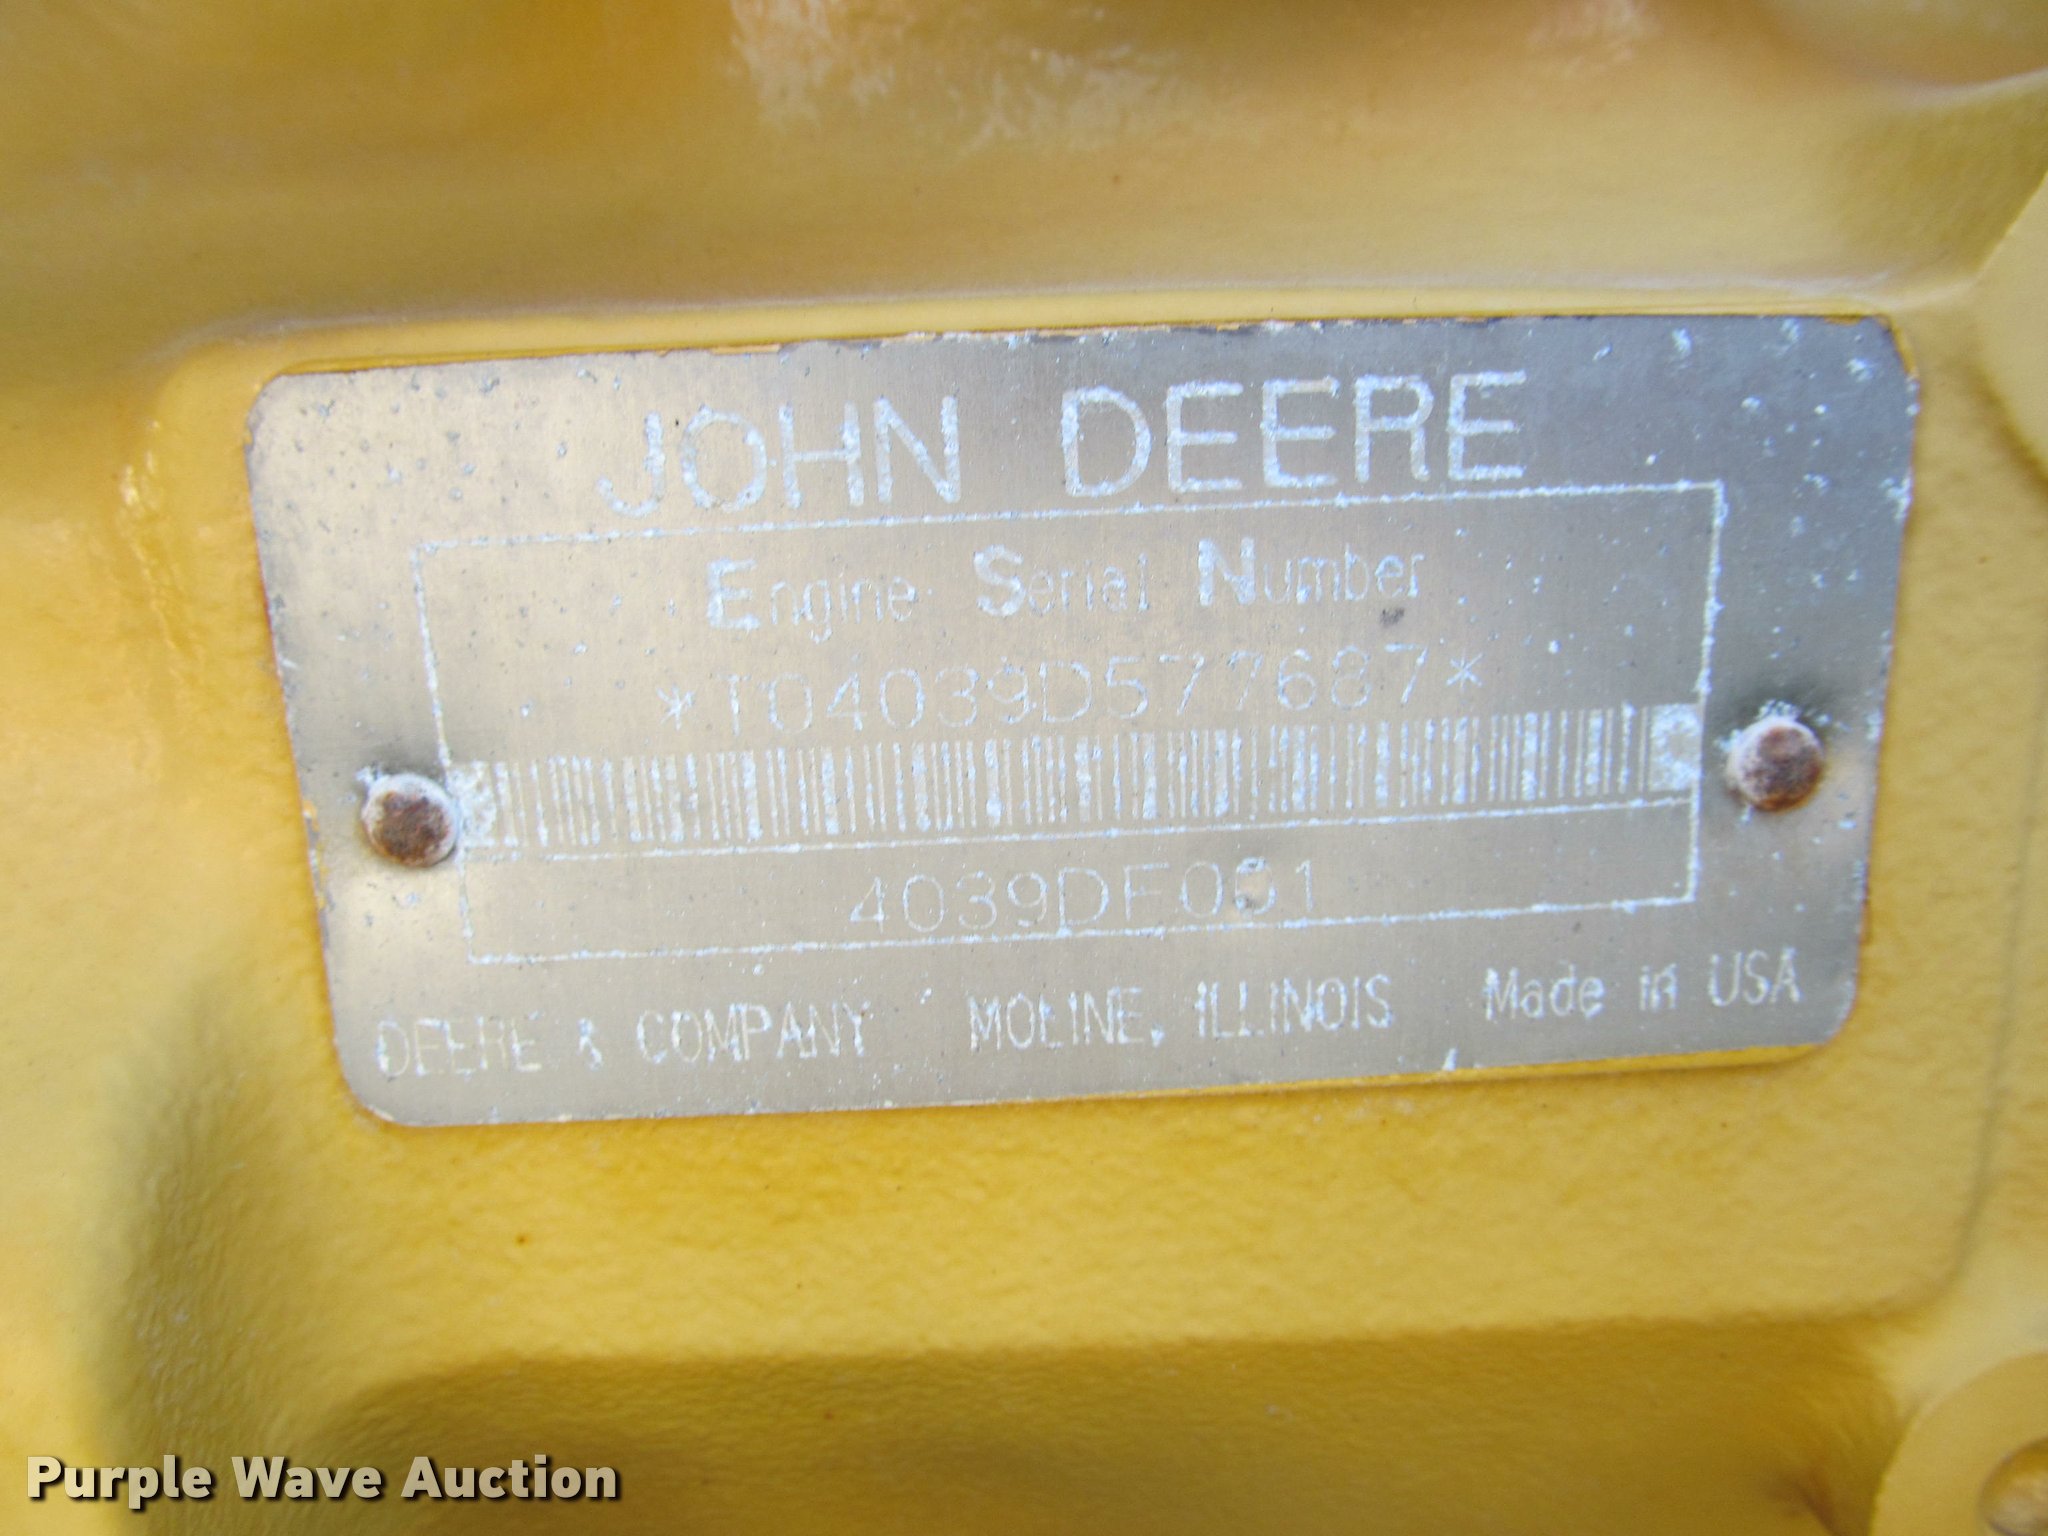 JOHN DEERE
Engine Serial Number
*T04039D577687*
4039DF001
DEERE & COMPANY MOLINE, ILLINOIS Made in USA
Purple Wave Auction